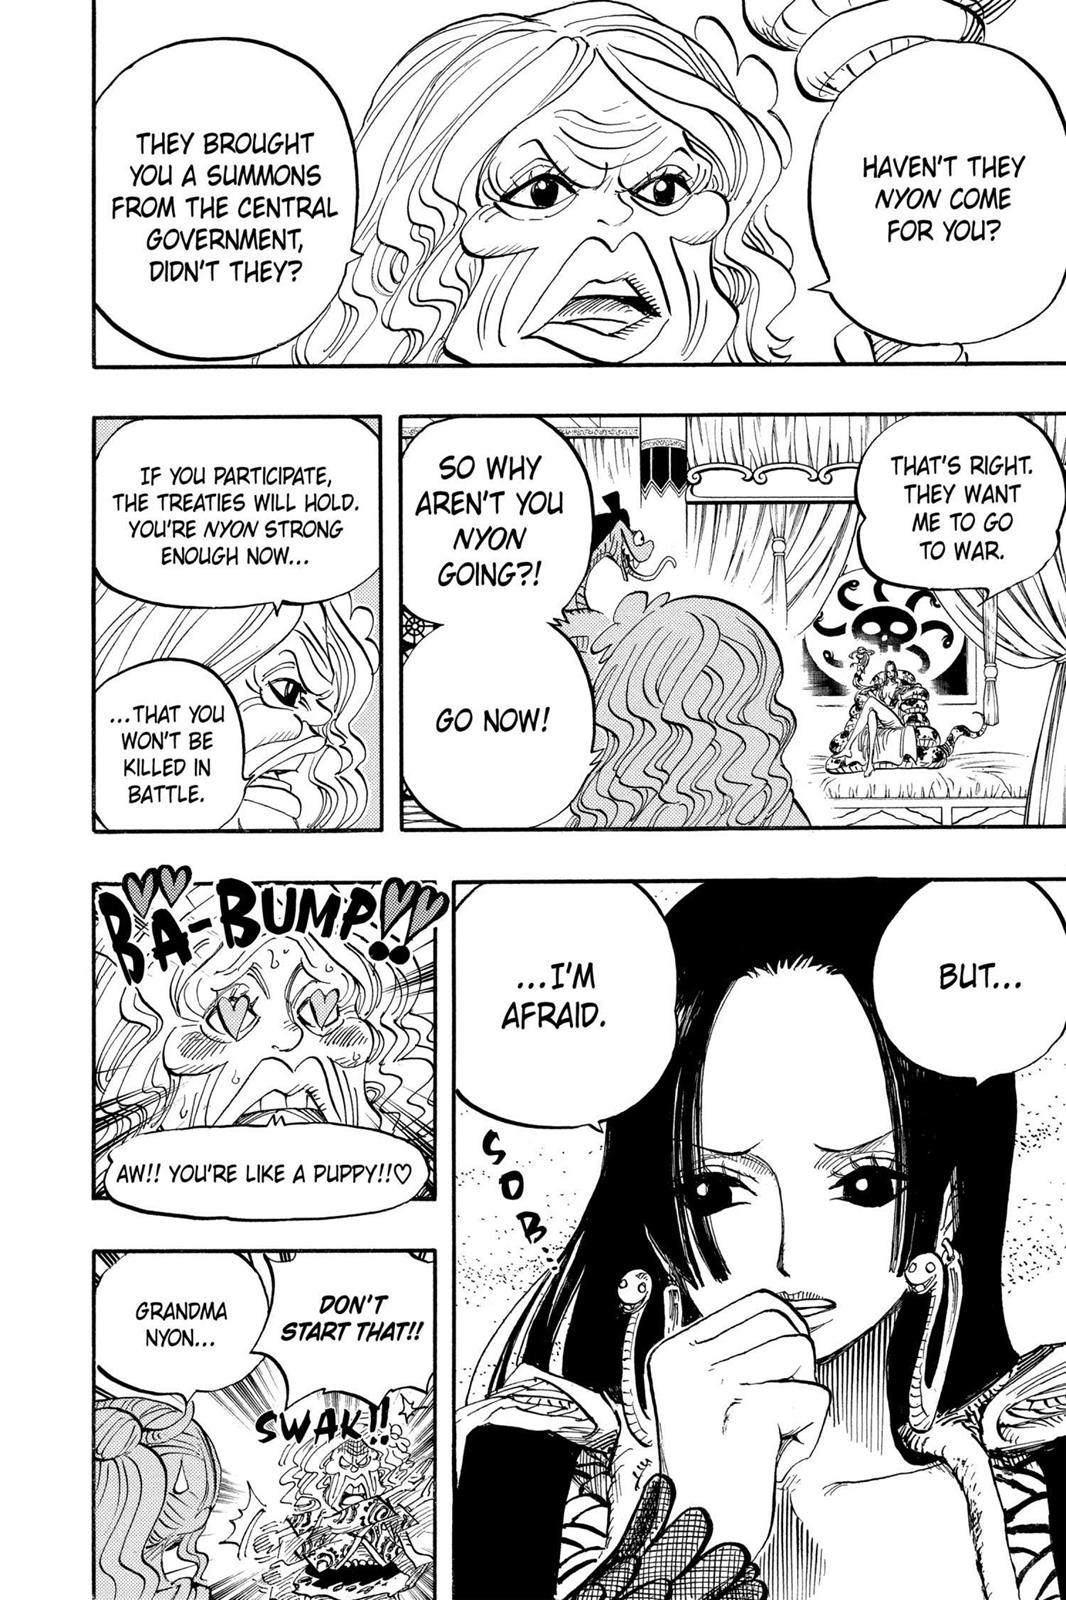 HAVEN'T THEY
NYON COME
FOR YOU?
THEY BROUGHT
YOU A SUMMONS
FROM THE CENTRAL
GOVERNMENT,
DIDN'T THEY?
THAT'S RIGHT.
THEY WANT
ME TO GO
TO WAR.
SO WHY
AREN'T YOU
NYON
GOING?!
GO NOW!
IF YOU PARTICIPATE,
THE TREATIES WILL HOLD.
YOU'RE NYON STRONG
ENOUGH NOW...
...THAT YOU
WON'T BE
KILLED IN
BATTLE.
BUT...
...I'M
AFRAID.
SOB..
BA-BUMP!!
AW!! YOU'RE LIKE A PUPPY!!♡
DON'T
START THAT!!
SWAK!!
GRANDMA
NYON...